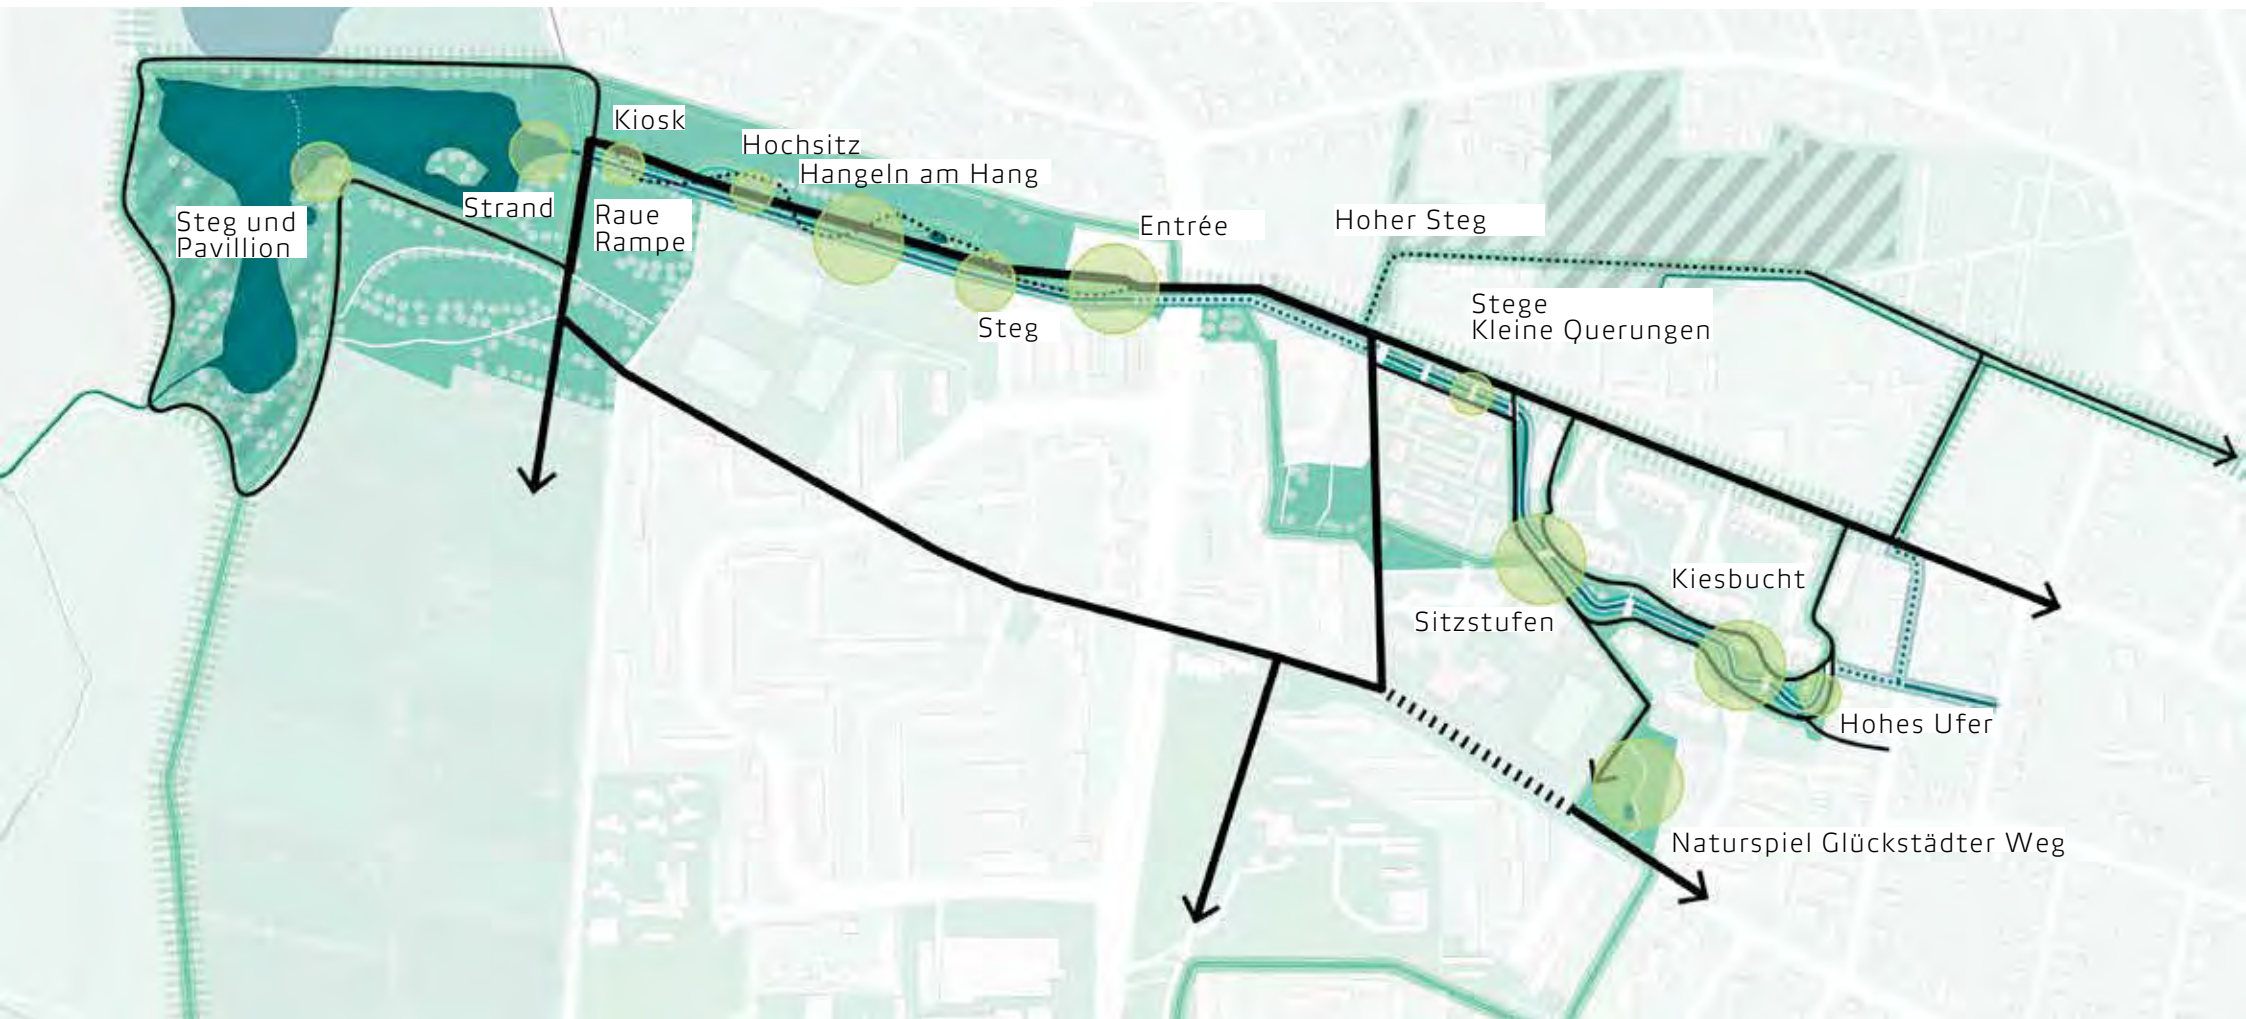 Kiosk
Hochsitz
Hangeln am Hang
Steg und
Pavillion
Strand
Raue
Rampe
Entrée
Hoher Steg
Steg
Stege
Kleine Querungen
Kiesbucht
Sitzstufen
Hohes Ufer
Naturspiel Glückstädter Weg